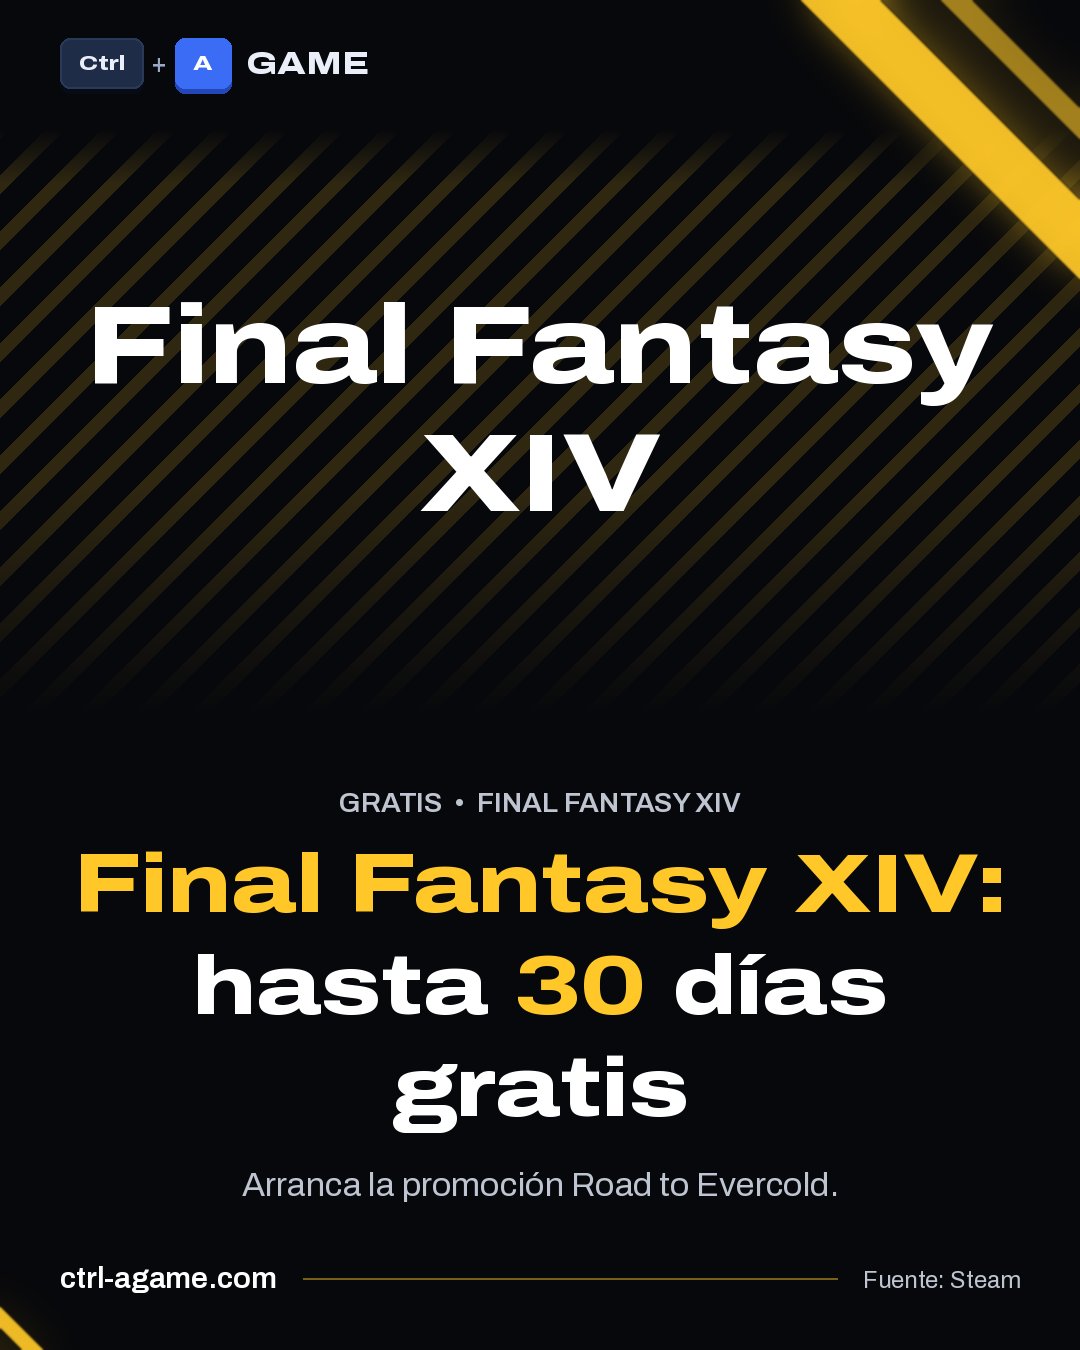 Ctrl + A GAME
Final Fantasy
XIV
GRATIS • FINAL FANTASY XIV
Final Fantasy XIV:
hasta 30 días
gratis
Arranca la promoción Road to Evercold.
ctrl-agame.com
Fuente: Steam